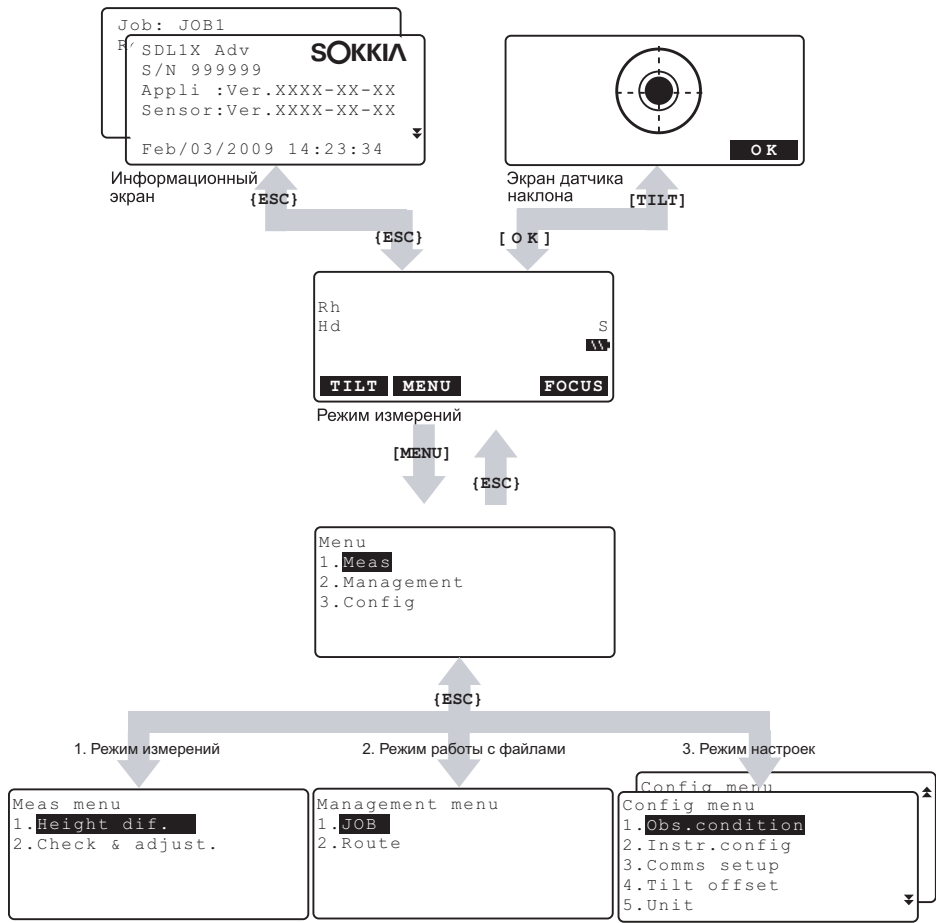 Job: JOB1
R
SDL1X Adv SOKKIA
S/N 999999
Appli :Ver.XXXX-XX-XX
Sensor:Ver.XXXX-XX-XX
Feb/03/2009 14:23:34
OK
Информационный
экран
{ESC}
Экран датчика
наклона
[TILT]
{ESC}
[OK]
Rh
Hd S
TILT MENU FOCUS
Режим измерений
[MENU]
{ESC}
Menu
1.Meas
2.Management
3.Config
{ESC}
1. Режим измерений
2. Режим работы с файлами
3. Режим настроек
Meas menu
1.Height dif.
2.Check & adjust.
Management menu
1.JOB
2.Route
Config menu
Config menu
1.Obs.condition
2.Instr.config
3.Comms setup
4.Tilt offset
5.Unit